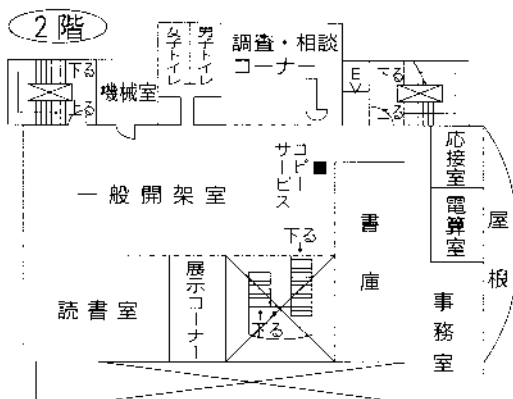 2階
女子トイレ
男子トイレ
調査・相談
コーナー
EV
下る
下る
機械室
上る
上る
応接室
コピー
サービス
一般開架室
電算室
屋根
書庫
下る
展示コーナー
読書室
下る
事務室